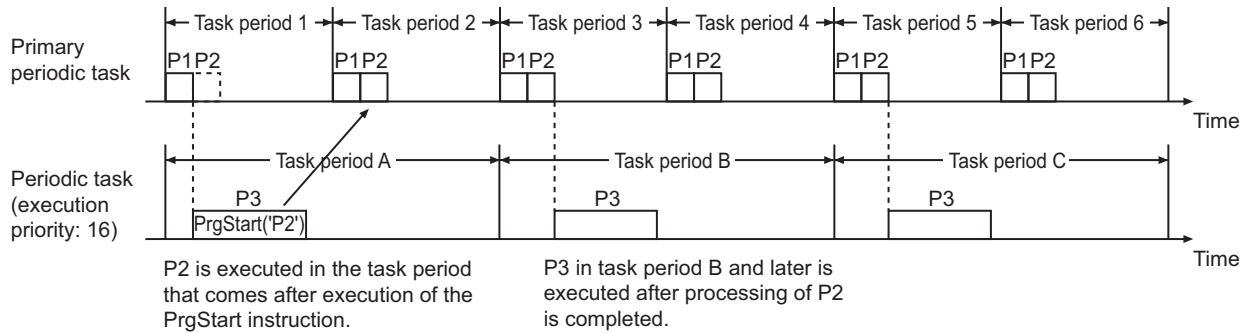 Task period 1 Task period 2 Task period 3 Task period 4 Task period 5 Task period 6
Primary
periodic task
P1 P2 P1 P2 P1 P2 P1 P2 P1 P2 P1 P2
Time
Task period A Task period B Task period C
Periodic task
(execution
priority: 16)
P3 P3 P3
PrgStart('P2')
Time
P2 is executed in the task period
that comes after execution of the
PrgStart instruction.
P3 in task period B and later is
executed after processing of P2
is completed.